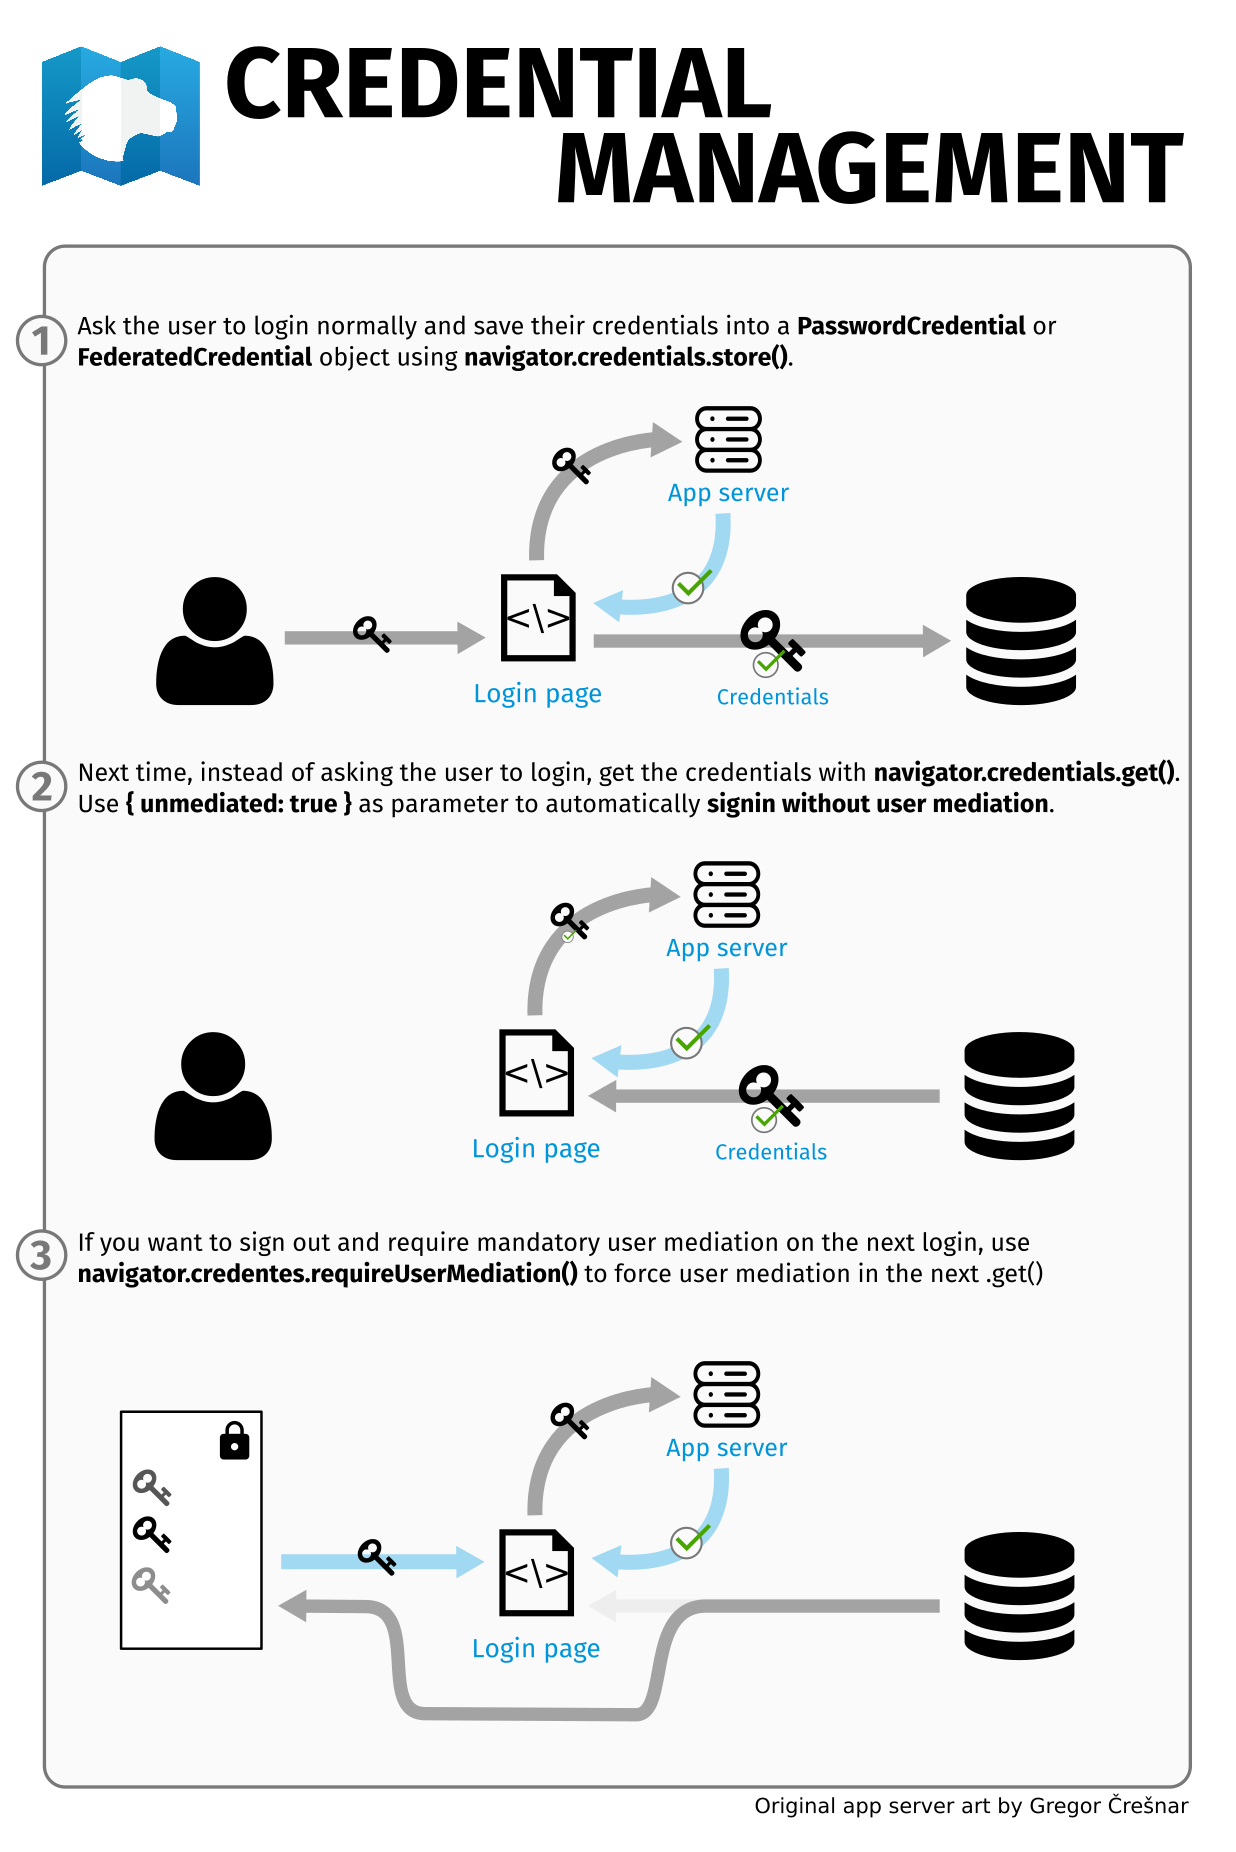 CREDENTIAL
MANAGEMENT
1
Ask the user to login normally and save their credentials into a PasswordCredential or
FederatedCredential object using navigator.credentials.store().
App server
<\>
Login page
Credentials
2
Next time, instead of asking the user to login, get the credentials with navigator.credentials.get().
Use { unmediated: true } as parameter to automatically signin without user mediation.
App server
<\>
Login page
Credentials
3
If you want to sign out and require mandatory user mediation on the next login, use
navigator.credentes.requireUserMediation() to force user mediation in the next .get()
App server
<\>
Login page
Original app server art by Gregor Črešnar